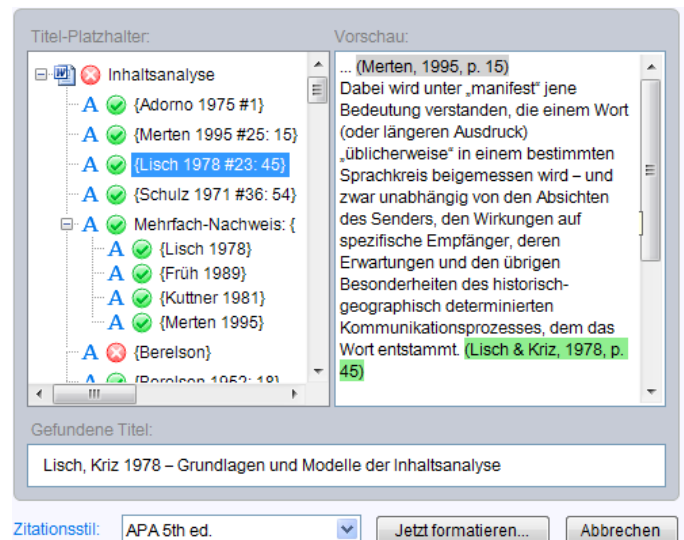 Titel-Platzhalter:
Inhaltsanalyse
A {Adorno 1975 #1}
A {Merten 1995 #25: 15}
A {Lisch 1978 #23: 45}
A {Schulz 1971 #36: 54}
A Mehrfach-Nachweis: {
A {Lisch 1978}
A {Früh 1989}
A {Kuttner 1981}
A {Merten 1995}
A {Berelson}
A {Berelson 1952: 18}
Vorschau:
... (Merten, 1995, p. 15)
Dabei wird unter „manifest“ jene
Bedeutung verstanden, die einem Wort
(oder längeren Ausdruck)
„üblicherweise“ in einem bestimmten
Sprachkreis beigemessen wird – und
zwar unabhängig von den Absichten
des Senders, den Wirkungen auf
spezifische Empfänger, deren
Erwartungen und den übrigen
Besonderheiten des historisch-
geographisch determinierten
Kommunikationsprozesses, dem das
Wort entstammt. (Lisch & Kriz, 1978, p.
45)
Gefundene Titel:
Lisch, Kriz 1978 – Grundlagen und Modelle der Inhaltsanalyse
Zitationsstil: APA 5th ed. Jetzt formatieren... Abbrechen